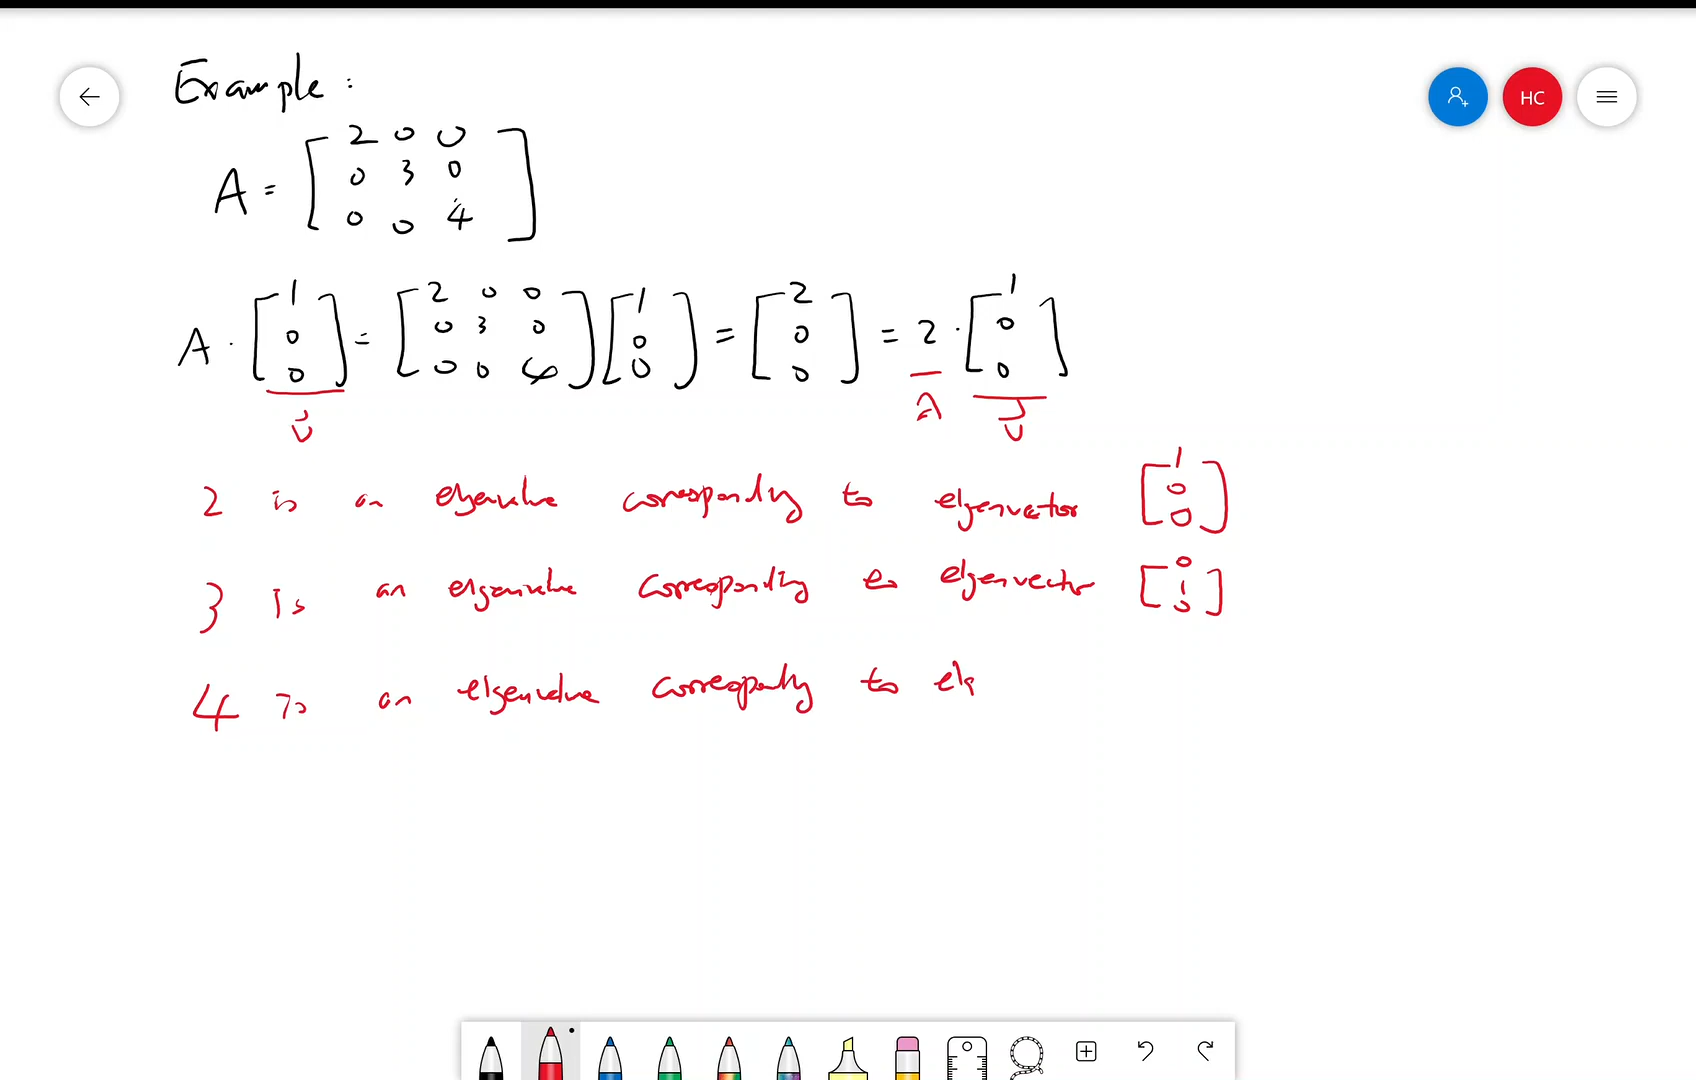 Example :
HC
2 0 0
A = 0 3 0
0 0 4
A · [1 0 0] = [2 0 0 0 3 0 0 0 4] [1 0 0] = [2 0 0] = 2 · [1 0 0]
v λ v
2 is an eigenvalue corresponding to eigenvector [1 0 0]
3 is an eigenvalue corresponding to eigenvector [0 1 0]
4 is an eigenvalue corresponding to eig